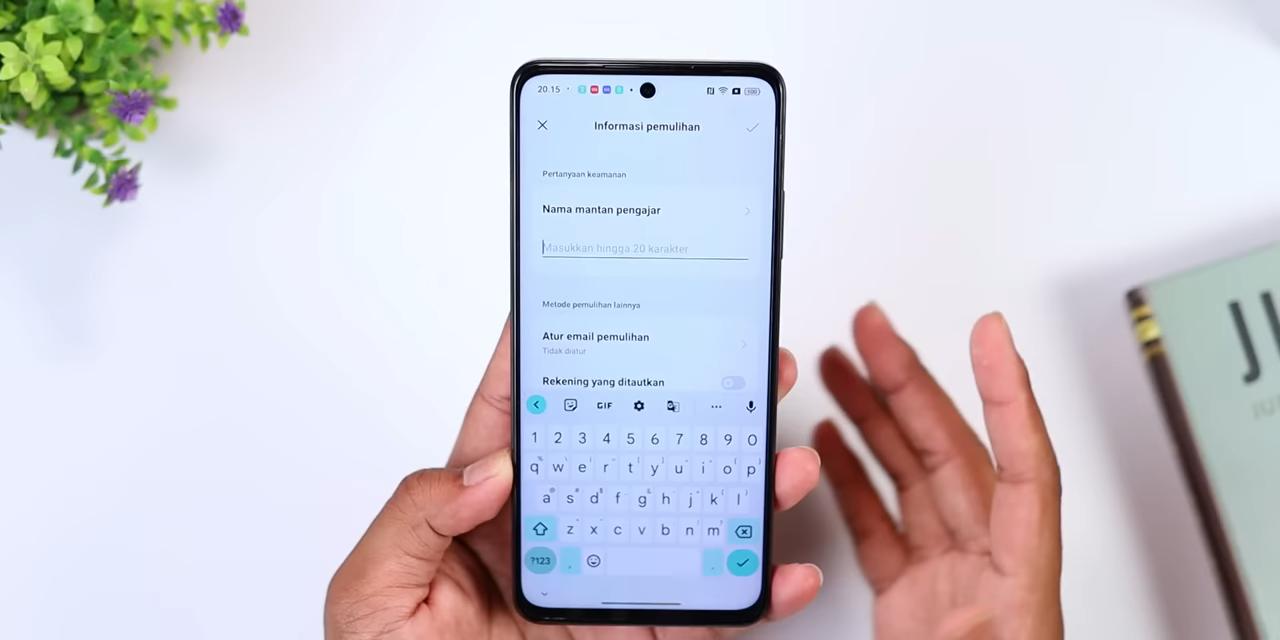 20.15
Informasi pemulihan
Pertanyaan keamanan
Nama mantan pengajar
Masukkan hingga 20 karakter
Metode pemulihan lainnya
Atur email pemulihan
Tidak diatur
Rekening yang ditautkan
GIF
1 2 3 4 5 6 7 8 9 0
q w e r t y u i o p
a s d f g h j k l
z x c v b n m
?123 , .